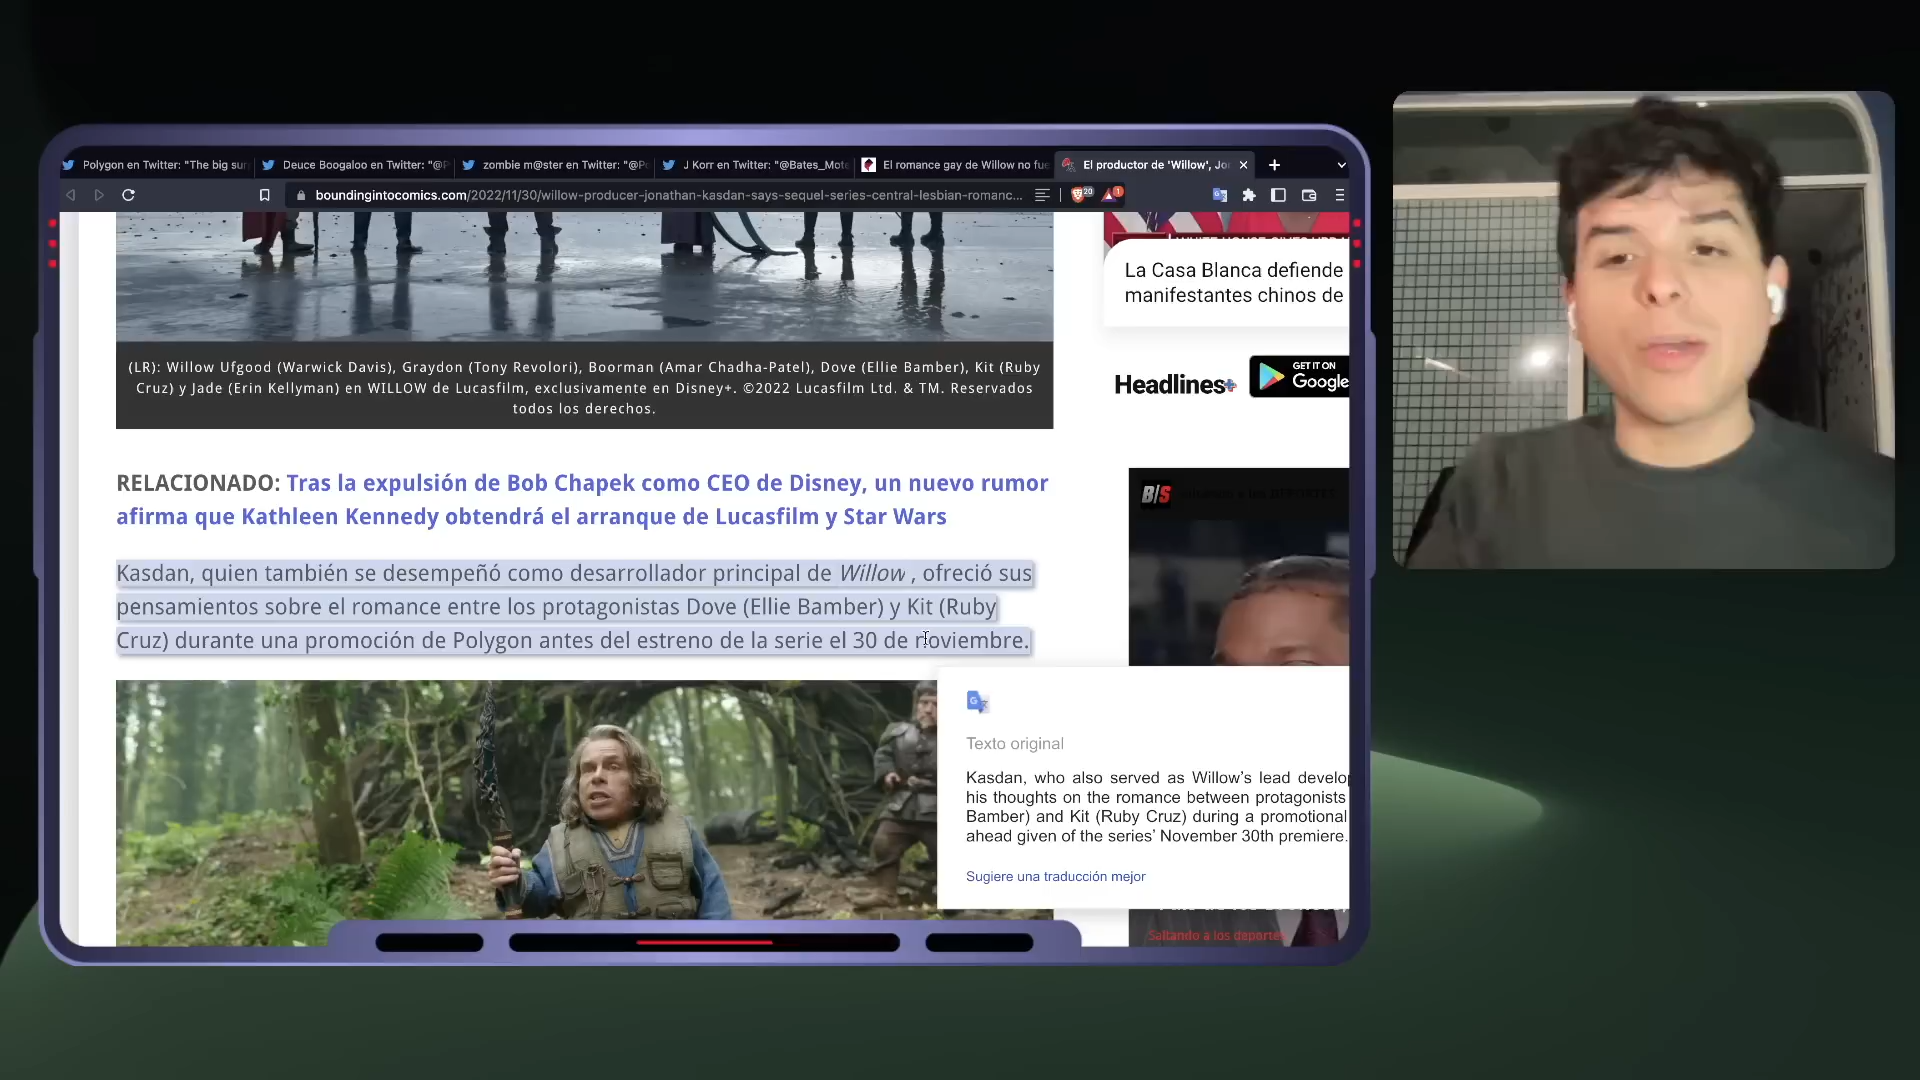 Polygon en Twitter: "The big sur
Deuce Boogaloo en Twitter: "@P
zombie m@ster en Twitter: "@Po
J Korr en Twitter: "@Bates_Mote
El romance gay de Willow no fue
El productor de 'Willow', Jo
boundingintocomics.com/2022/11/30/willow-producer-jonathan-kasdan-says-sequel-series-central-lesbian-romanc...
20
1
(LR): Willow Ufgood (Warwick Davis), Graydon (Tony Revolori), Boorman (Amar Chadha-Patel), Dove (Ellie Bamber), Kit (Ruby
Cruz) y Jade (Erin Kellyman) en WILLOW de Lucasfilm, exclusivamente en Disney+. ©2022 Lucasfilm Ltd. & TM. Reservados
todos los derechos.
RELACIONADO: Tras la expulsión de Bob Chapek como CEO de Disney, un nuevo rumor
afirma que Kathleen Kennedy obtendrá el arranque de Lucasfilm y Star Wars
Kasdan, quien también se desempeñó como desarrollador principal de Willow , ofreció sus
pensamientos sobre el romance entre los protagonistas Dove (Ellie Bamber) y Kit (Ruby
Cruz) durante una promoción de Polygon antes del estreno de la serie el 30 de noviembre.
La Casa Blanca defiende
manifestantes chinos de
Headlines+
GET IT ON
Google
B/S
Texto original
Kasdan, who also served as Willow's lead develop
his thoughts on the romance between protagonists
Bamber) and Kit (Ruby Cruz) during a promotional
ahead given of the series' November 30th premiere.
Sugiere una traducción mejor
Saltando a los deportes